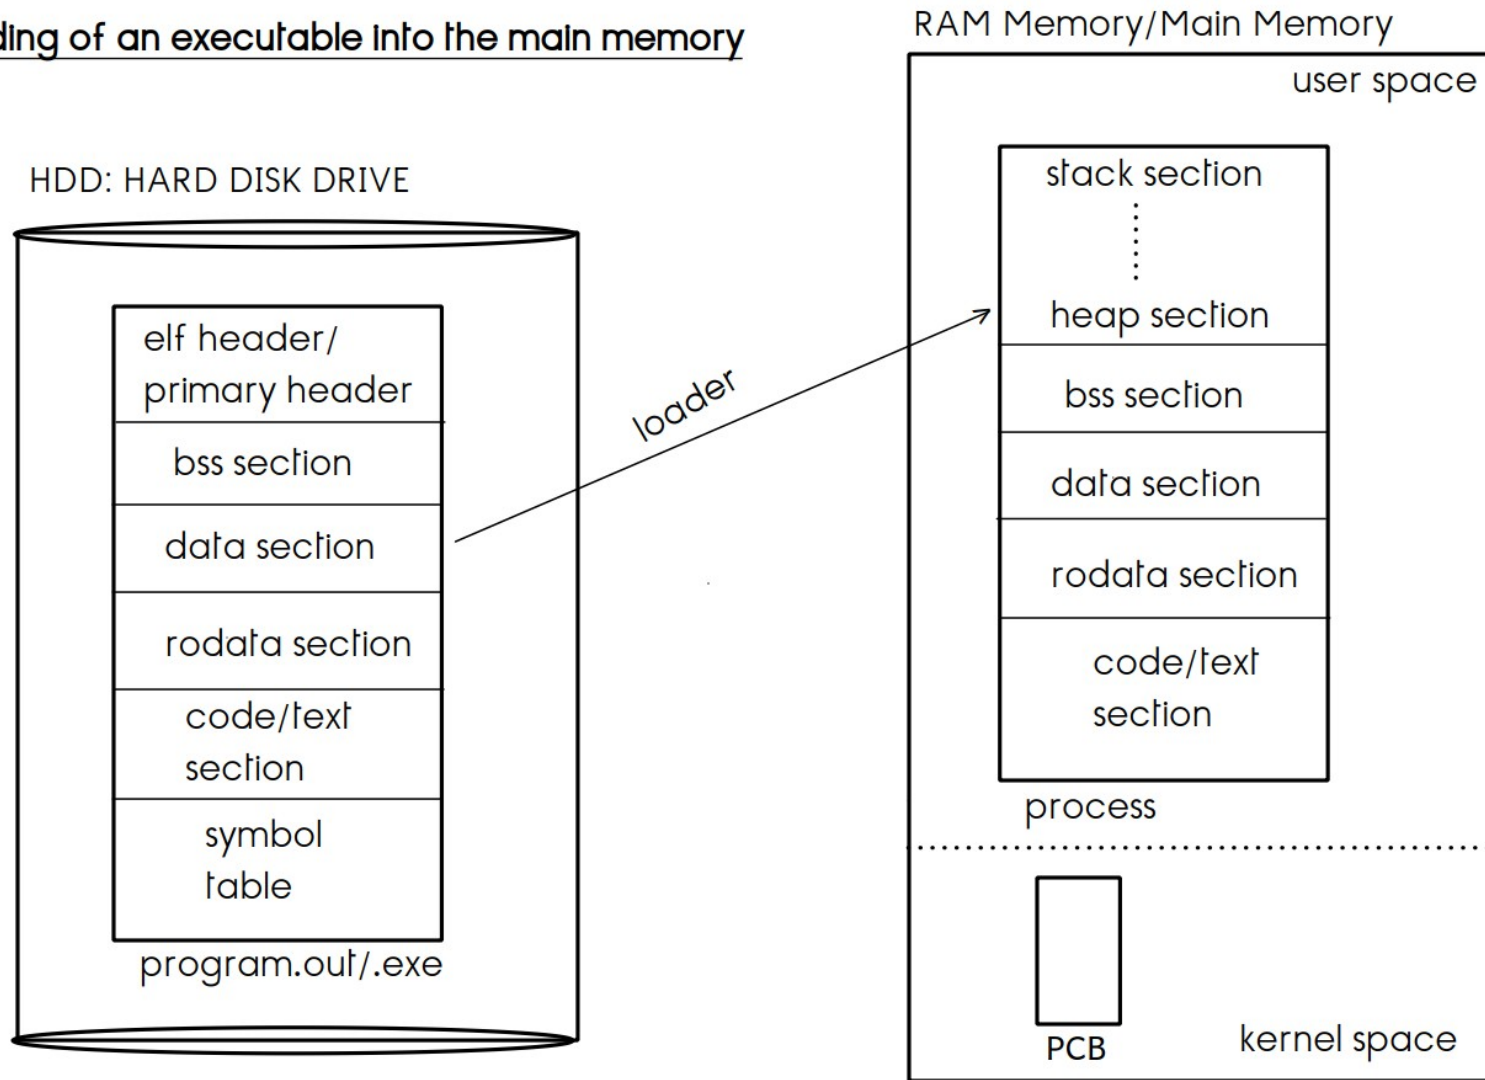 ding of an executable into the main memory
HDD: HARD DISK DRIVE
elf header/
primary header
bss section
data section
rodata section
code/text
section
symbol
table
program.out/.exe
loader
RAM Memory/Main Memory
user space
stack section
heap section
bss section
data section
rodata section
code/text
section
process
PCB
kernel space